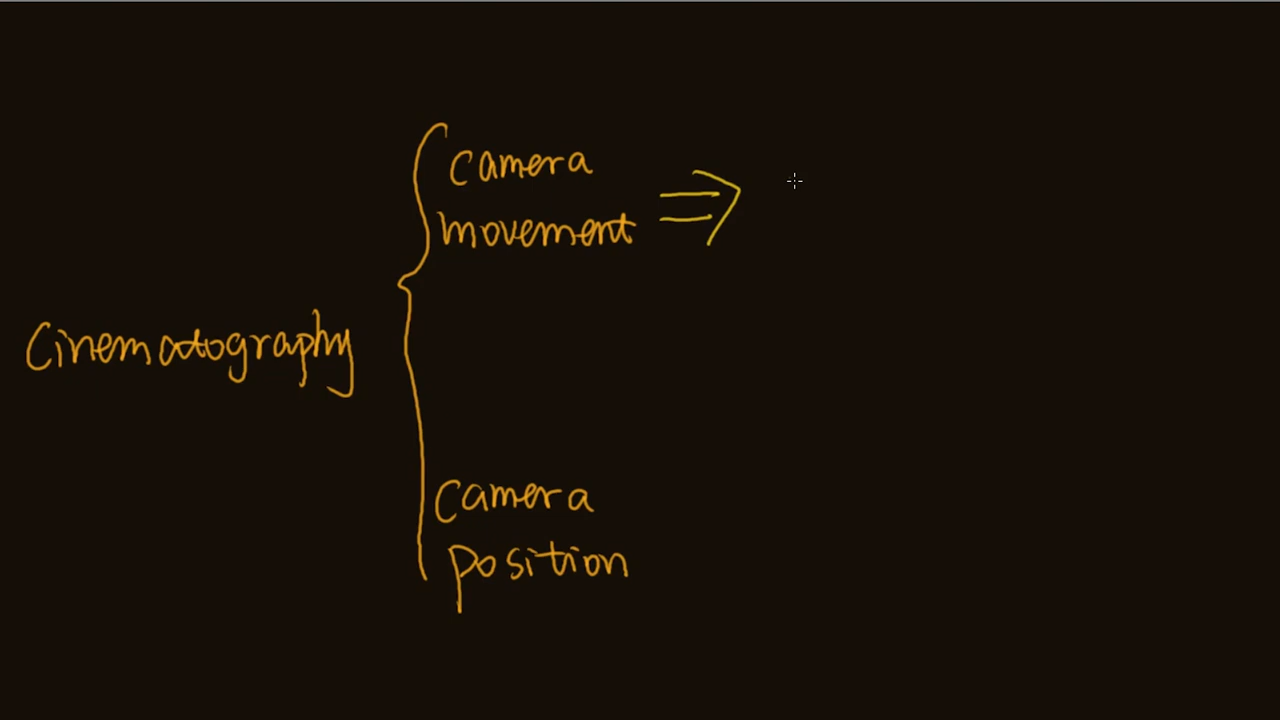 Camera
movement ⇒
Cinematography
Camera
position